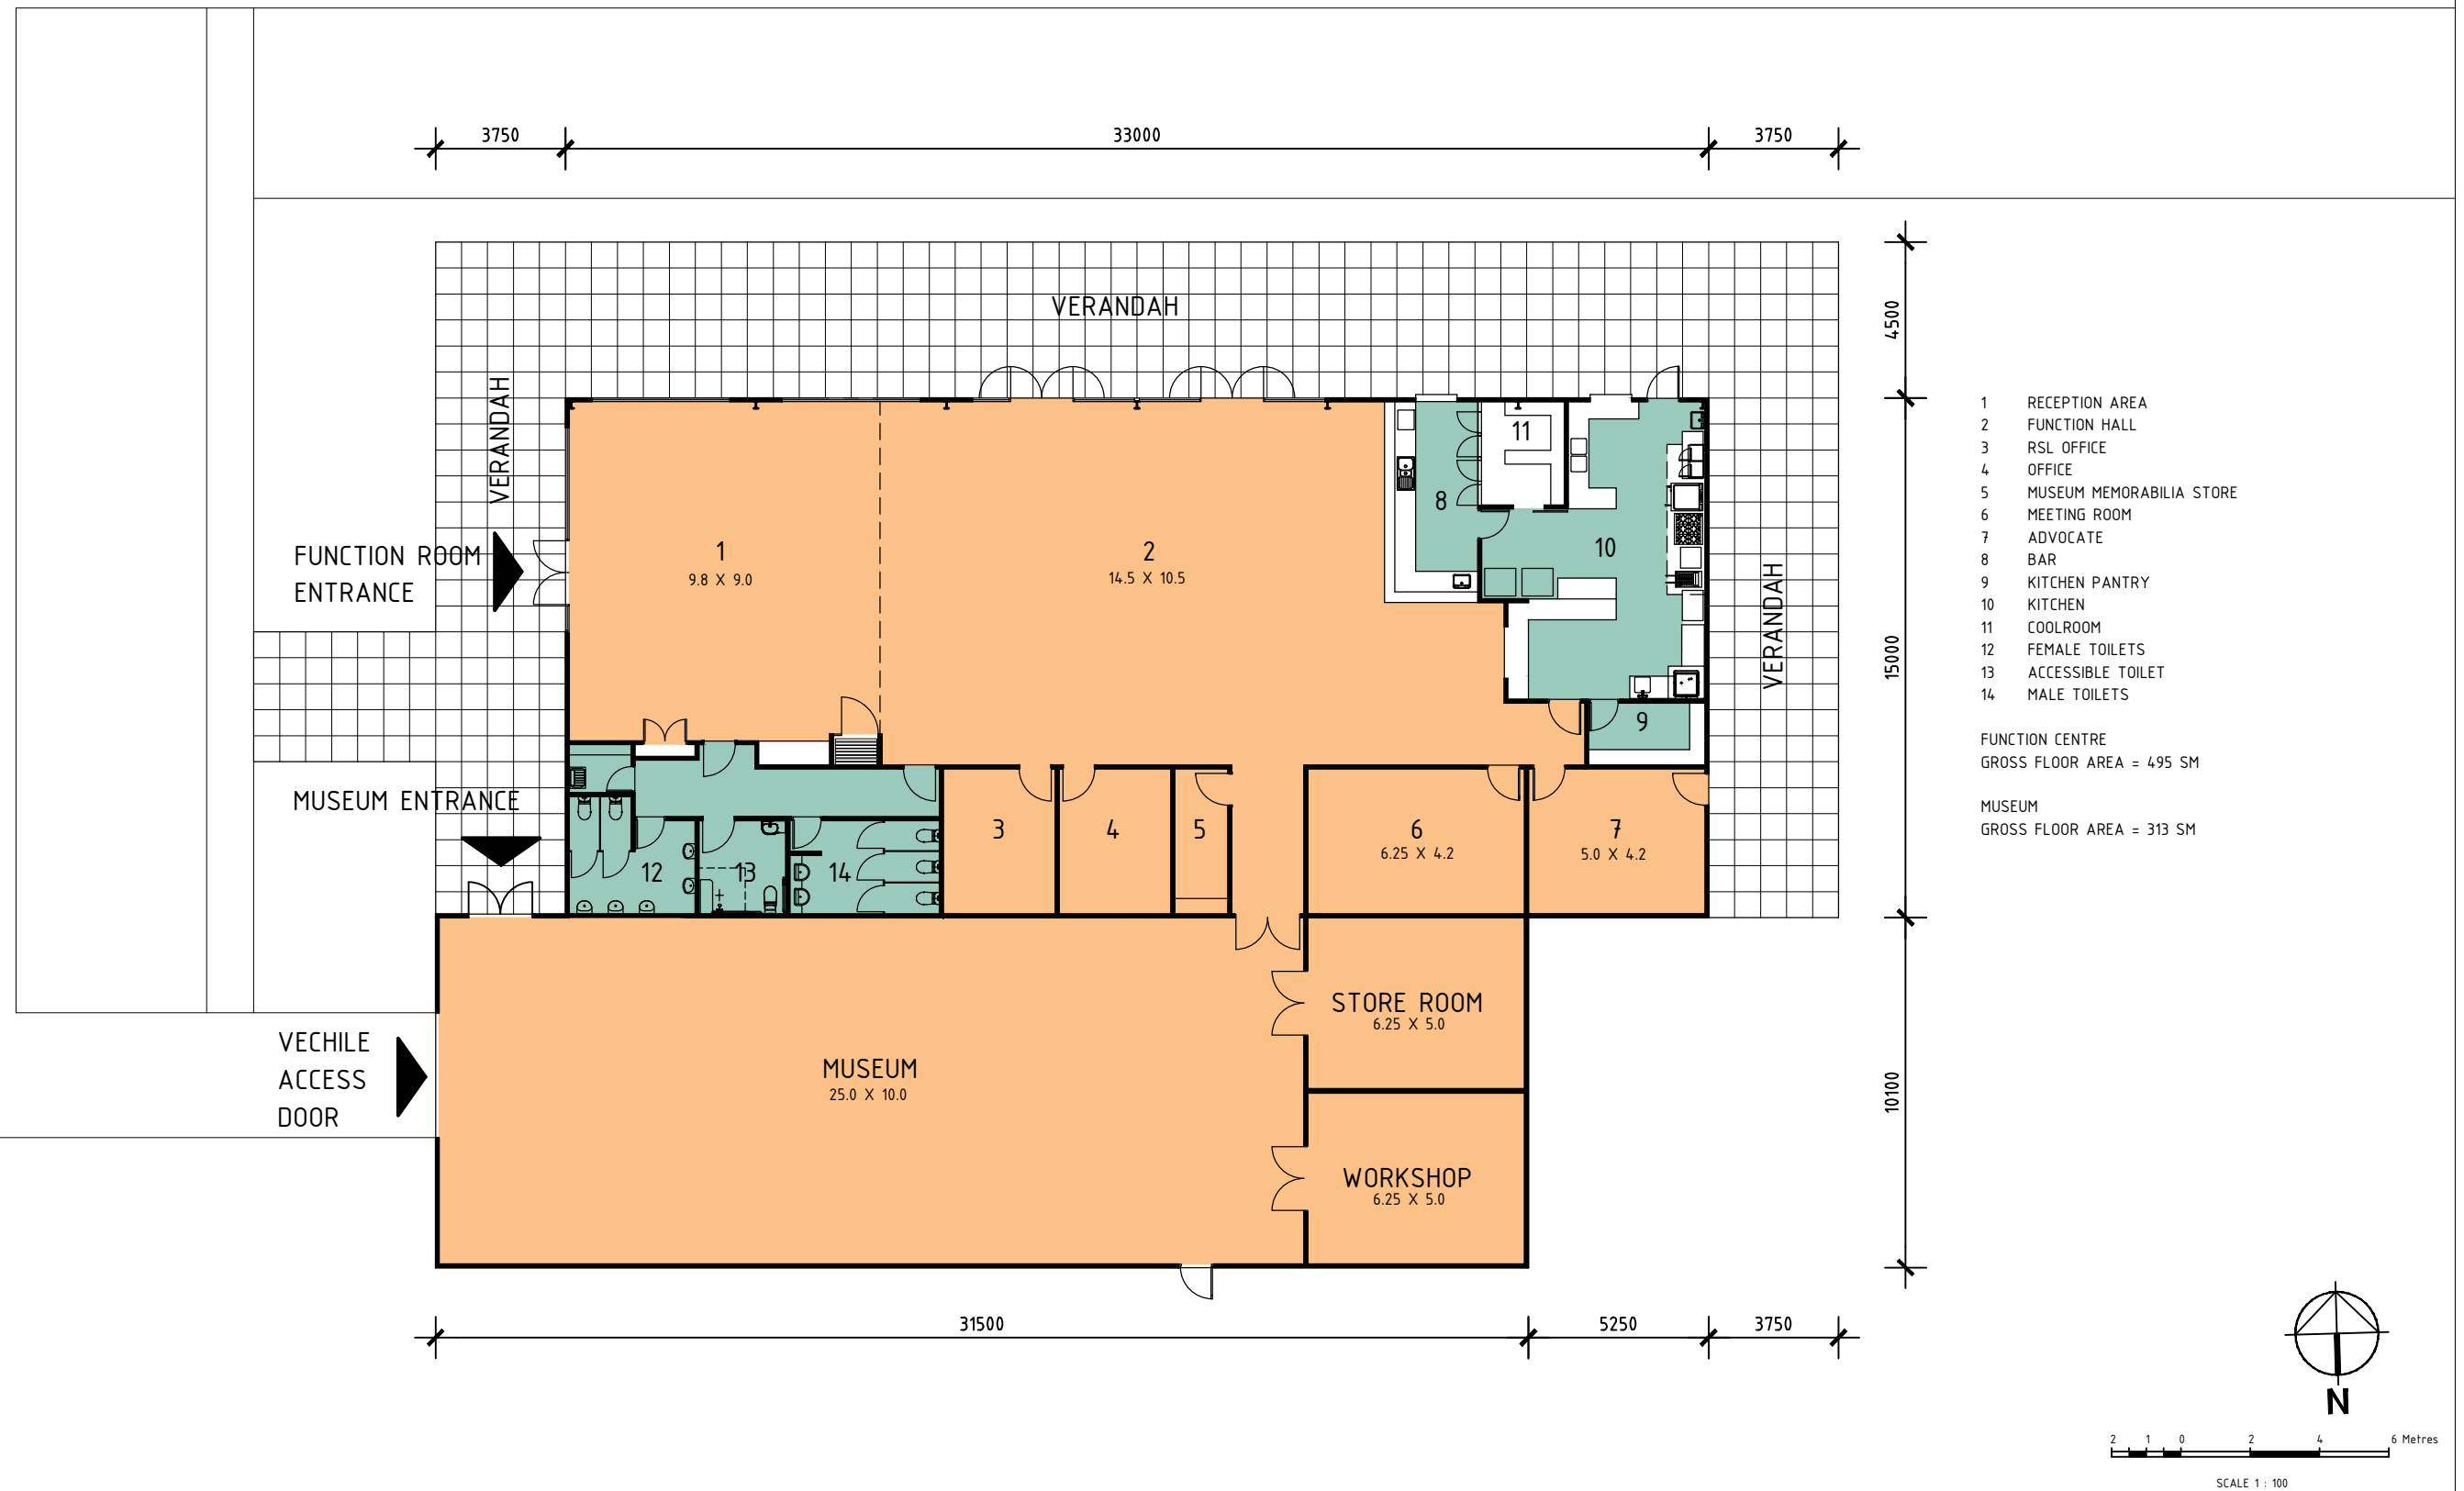 3750
33000
3750
VERANDAH
4500
VERANDAH
FUNCTION ROOM
ENTRANCE
1
9.8 X 9.0
2
14.5 X 10.5
8
11
10
VERANDAH
15000
9
MUSEUM ENTRANCE
12
13
14
3
4
5
6
6.25 X 4.2
7
5.0 X 4.2
1 RECEPTION AREA
2 FUNCTION HALL
3 RSL OFFICE
4 OFFICE
5 MUSEUM MEMORABILIA STORE
6 MEETING ROOM
7 ADVOCATE
8 BAR
9 KITCHEN PANTRY
10 KITCHEN
11 COOLROOM
12 FEMALE TOILETS
13 ACCESSIBLE TOILET
14 MALE TOILETS
FUNCTION CENTRE
GROSS FLOOR AREA = 495 SM
MUSEUM
GROSS FLOOR AREA = 313 SM
VECHILE
ACCESS
DOOR
MUSEUM
25.0 X 10.0
STORE ROOM
6.25 X 5.0
WORKSHOP
6.25 X 5.0
10100
31500
5250
3750
N
2 1 0 2 4 6 Metres
SCALE 1 : 100